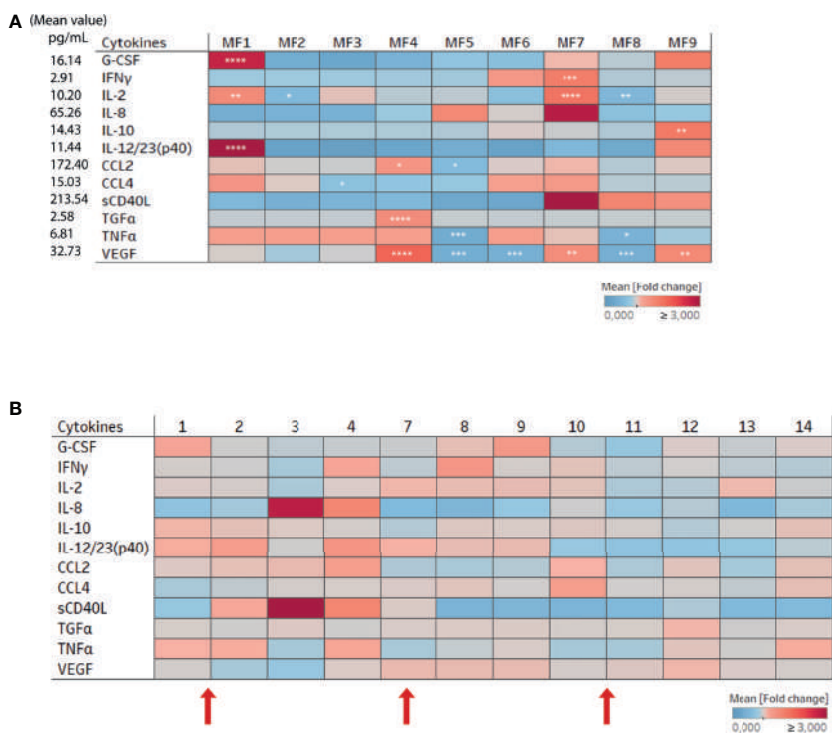 A (Mean value)
pg/mL Cytokines MF1 MF2 MF3 MF4 MF5 MF6 MF7 MF8 MF9
16.14 G-CSF ****
2.91 IFNγ ***
10.20 IL-2 ** * **** **
65.26 IL-8
14.43 IL-10 **
11.44 IL-12/23(p40) ****
172.40 CCL2 * *
15.03 CCL4 *
213.54 sCD40L
2.58 TGFα ****
6.81 TNFα *** *
32.73 VEGF **** *** *** ** *** **
Mean [Fold change]
0,000 ≥ 3,000
B
Cytokines 1 2 3 4 7 8 9 10 11 12 13 14
G-CSF
IFNγ
IL-2
IL-8
IL-10
IL-12/23(p40)
CCL2
CCL4
sCD40L
TGFα
TNFα
VEGF
Mean [Fold change]
0,000 ≥ 3,000